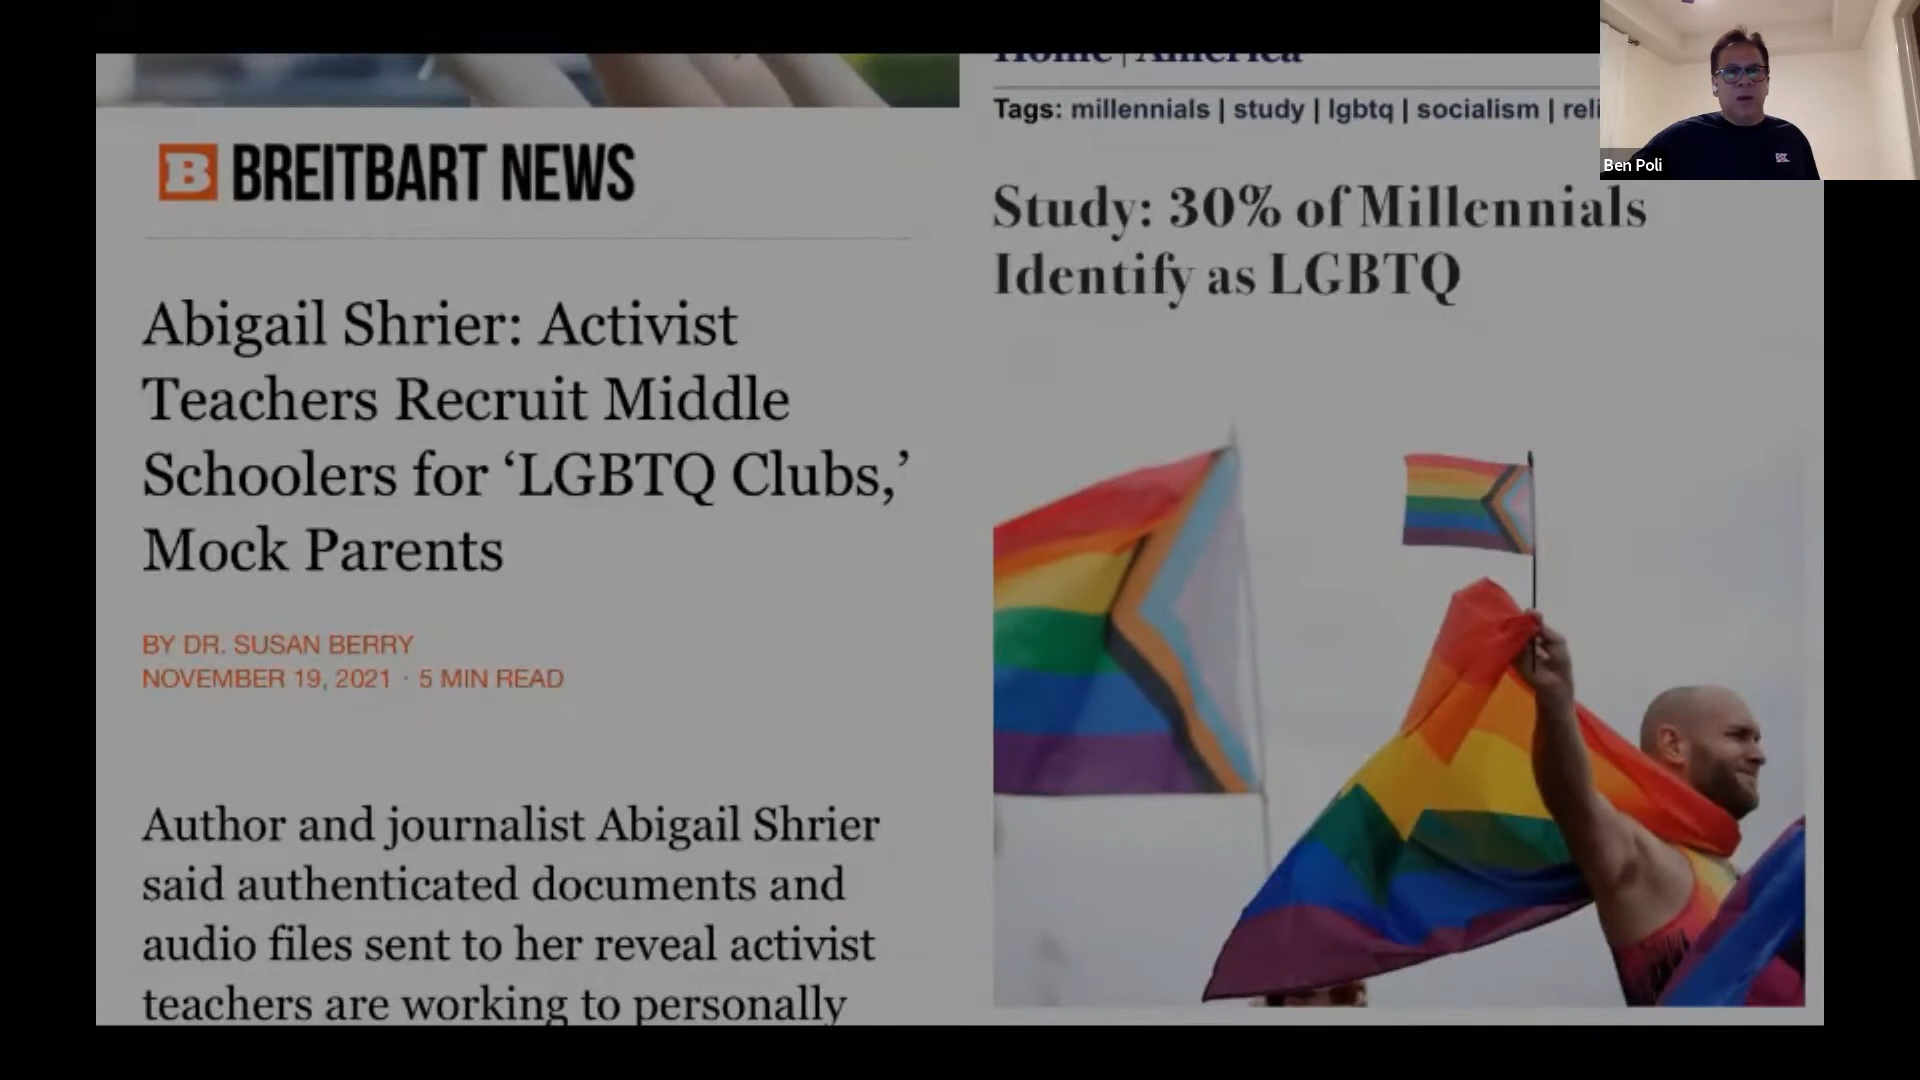 BREITBART NEWS
Abigail Shrier: Activist
Teachers Recruit Middle
Schoolers for ‘LGBTQ Clubs,’
Mock Parents
BY DR. SUSAN BERRY
NOVEMBER 19, 2021 · 5 MIN READ
Author and journalist Abigail Shrier
said authenticated documents and
audio files sent to her reveal activist
teachers are working to personally
Home | America
Tags: millennials | study | lgbtq | socialism | reli
Study: 30% of Millennials
Identify as LGBTQ
Ben Poli